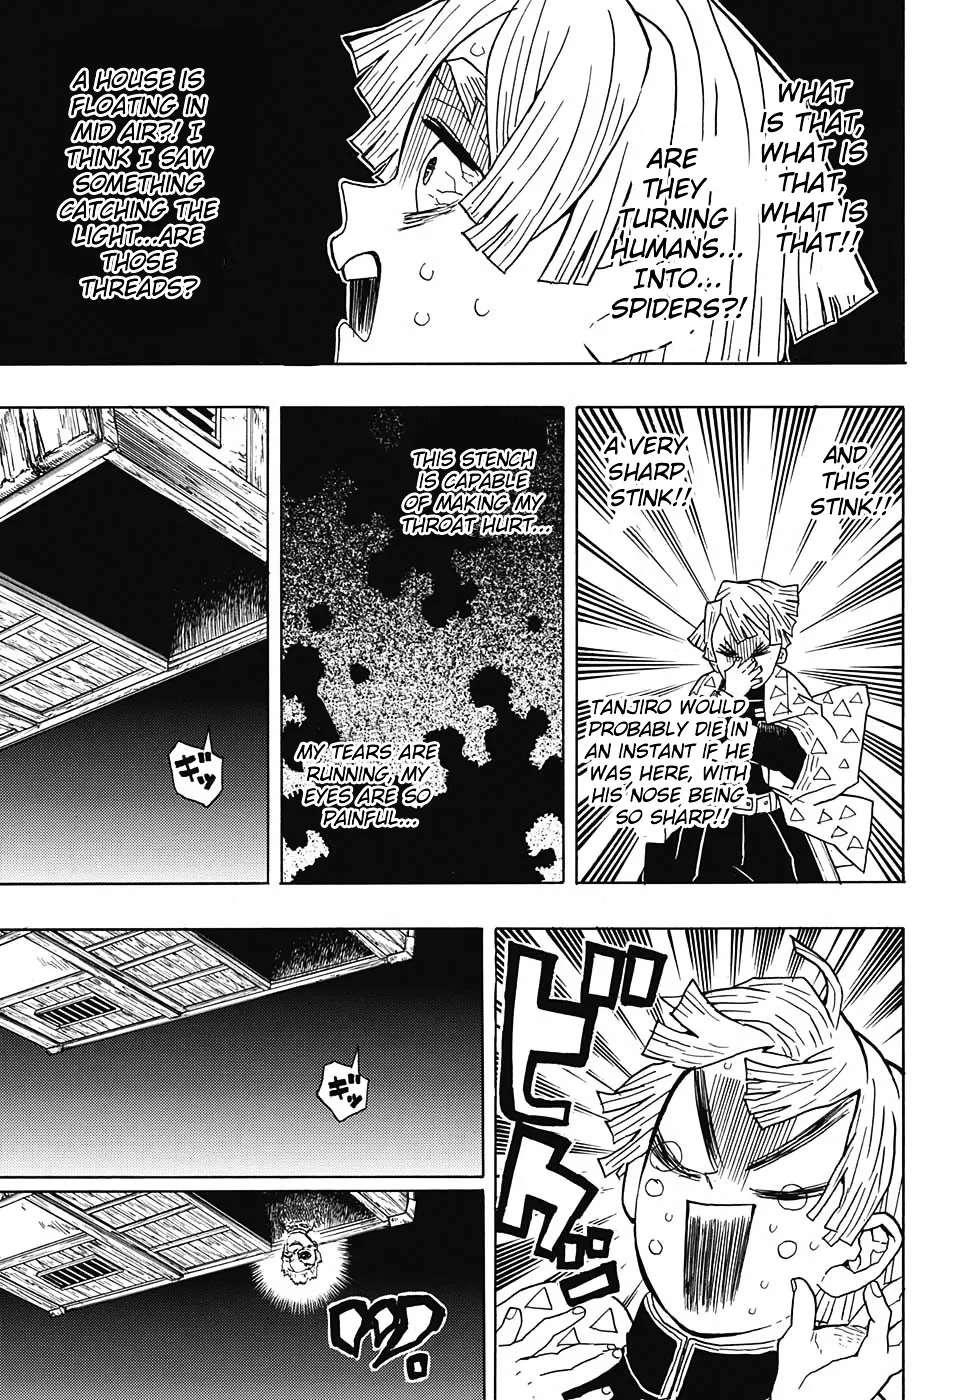 WHAT
IS THAT,
WHAT IS
THAT,
WHAT IS
THAT!!
ARE
THEY
TURNING
HUMANS...
INTO...
SPIDERS?!
A HOUSE IS
FLOATING IN
MID AIR?! I
THINK I SAW
SOMETHING
CATCHING THE
LIGHT...ARE
THOSE
THREADS?
AND
THIS
STINK!!
A VERY
SHARP
STINK!!
TANJIRO WOULD
PROBABLY DIE IN
AN INSTANT IF HE
WAS HERE, WITH
HIS NOSE BEING
SO SHARP!!
THIS STENCH
IS CAPABLE
OF MAKING MY
THROAT HURT...
MY TEARS ARE
RUNNING, MY
EYES ARE SO
PAINFUL...
ギッ
ビクッ
ギッ